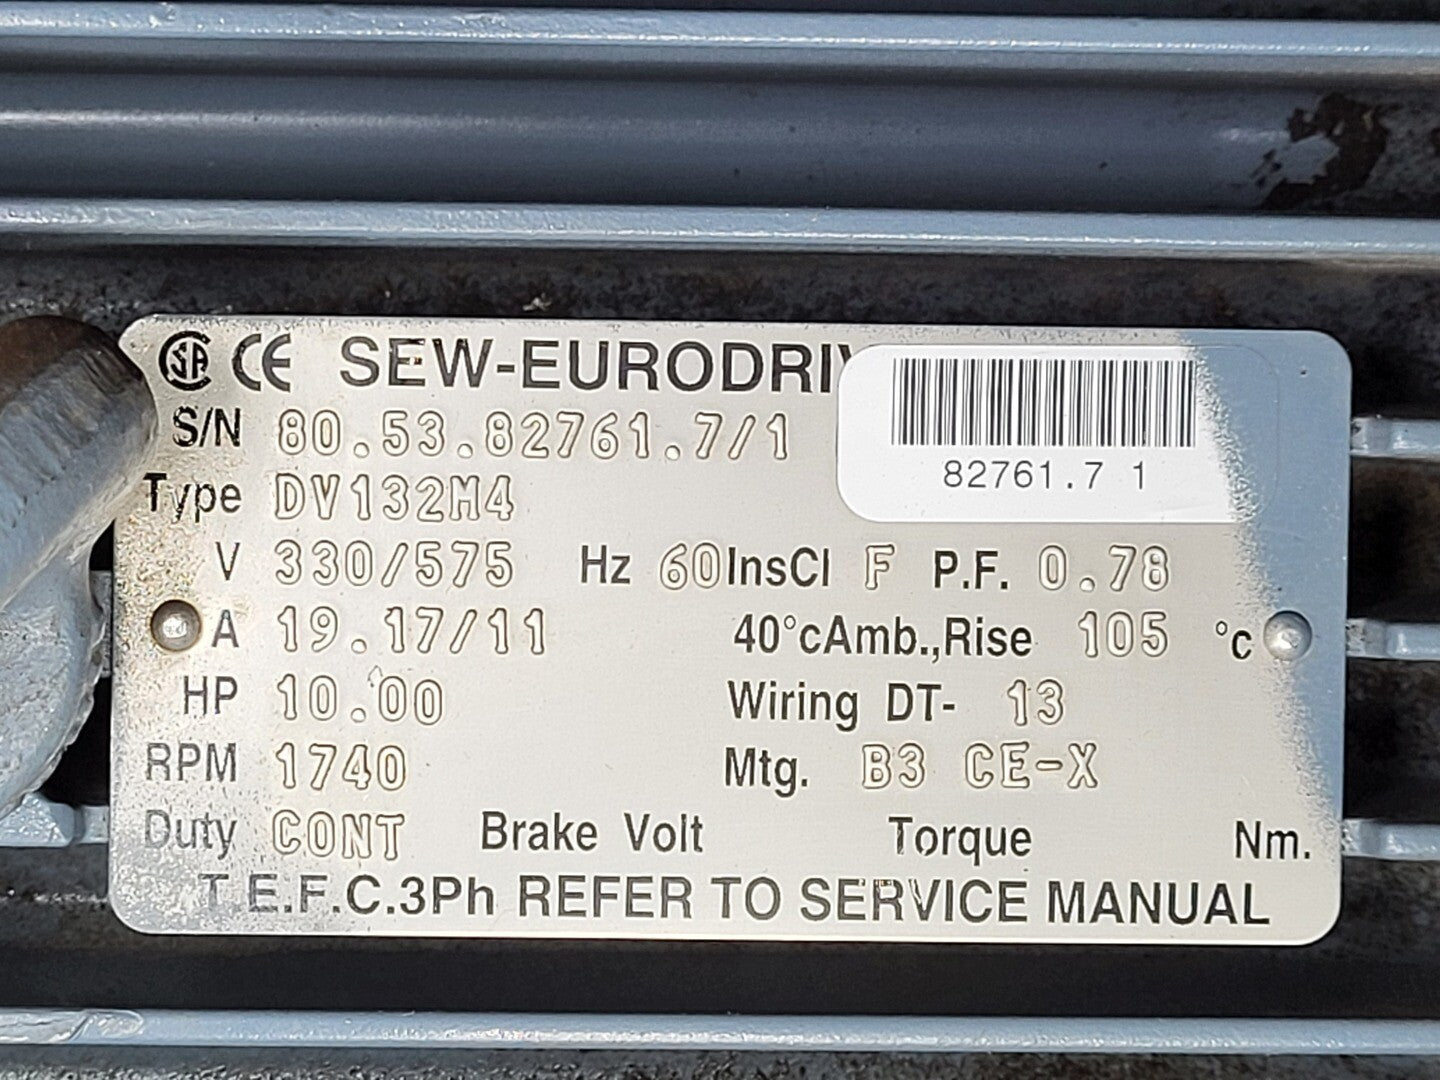 CSA CE SEW-EURODRIV
S/N 80.53.82761.7/1
82761.7 1
Type DV132M4
V 330/575 Hz 60 InsCl F P.F. 0.78
A 19.17/11 40°cAmb.,Rise 105 °c
HP 10.00 Wiring DT- 13
RPM 1740 Mtg. B3 CE-X
Duty CONT Brake Volt Torque Nm.
T.E.F.C.3Ph REFER TO SERVICE MANUAL